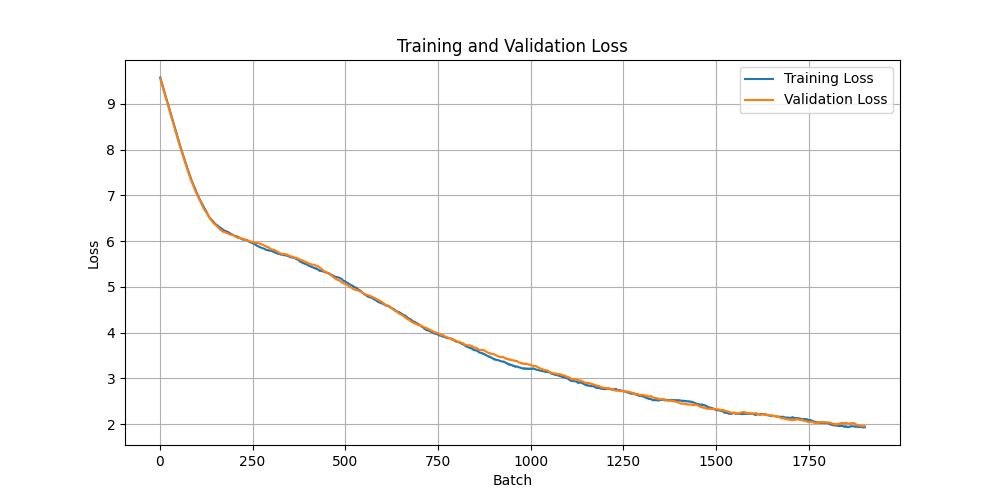 Training and Validation Loss
Training Loss
Validation Loss
Loss
9
8
7
6
5
4
3
2
0 250 500 750 1000 1250 1500 1750
Batch